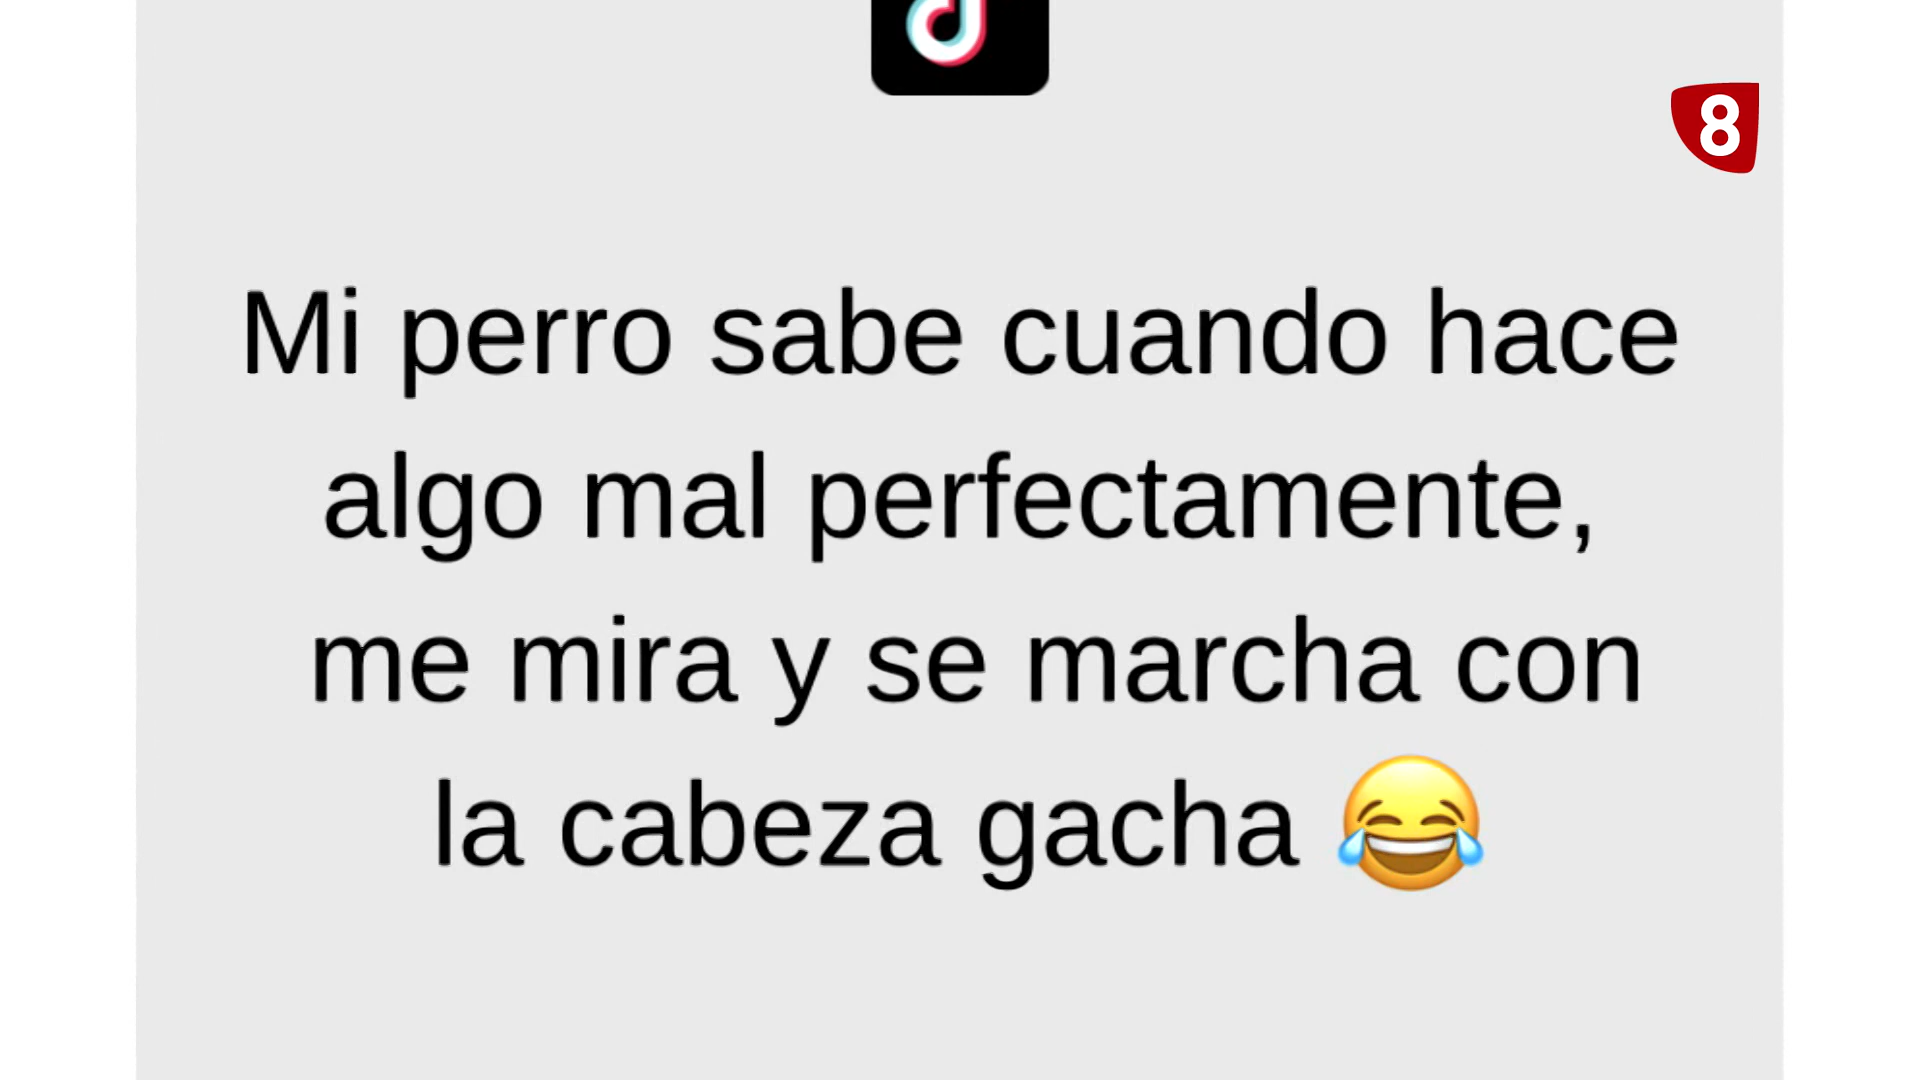 8
Mi perro sabe cuando hace
algo mal perfectamente,
me mira y se marcha con
la cabeza gacha 😂